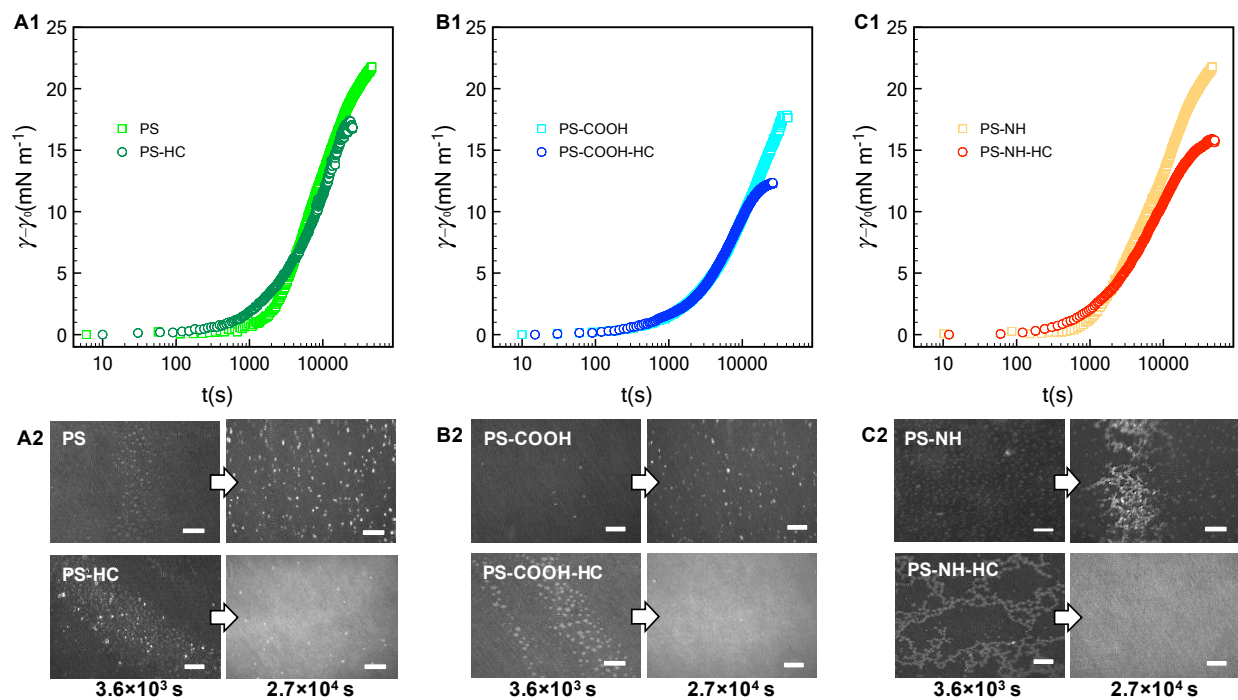 A1
25
20
15
10
5
0
γ-γ₀(mN m⁻¹)
PS
PS-HC
10
100
1000
10000
t(s)
B1
25
20
15
10
5
0
γ-γ₀(mN m⁻¹)
PS-COOH
PS-COOH-HC
10
100
1000
10000
t(s)
C1
25
20
15
10
5
0
γ-γ₀(mN m⁻¹)
PS-NH
PS-NH-HC
10
100
1000
10000
t(s)
A2
PS
PS-HC
3.6×10³ s
2.7×10⁴ s
B2
PS-COOH
PS-COOH-HC
3.6×10³ s
2.7×10⁴ s
C2
PS-NH
PS-NH-HC
3.6×10³ s
2.7×10⁴ s